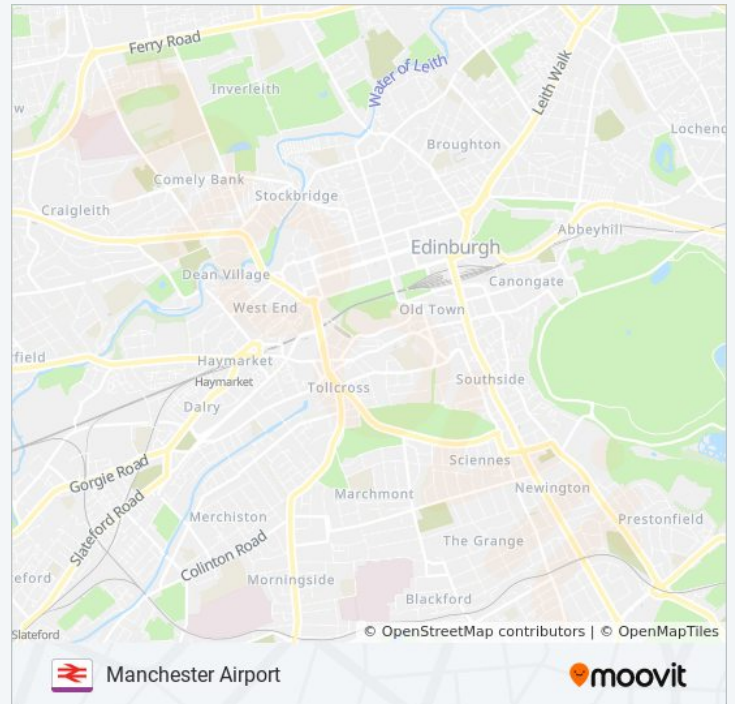 Ferry Road
Water of Leith
Leith Walk
Inverleith
w
Lochend
Broughton
Comely Bank
Stockbridge
Craigleith
Abbeyhill
Edinburgh
Dean Village
Canongate
West End
Old Town
field
Haymarket
Haymarket
Southside
Tollcross
Dalry
Gorgie Road
Sciennes
Slateford Road
Marchmont
Newington
Merchiston
Prestonfield
Colinton Road
The Grange
eford
Morningside
Blackford
Slateford
© OpenStreetMap contributors | © OpenMapTiles
Manchester Airport
moovit